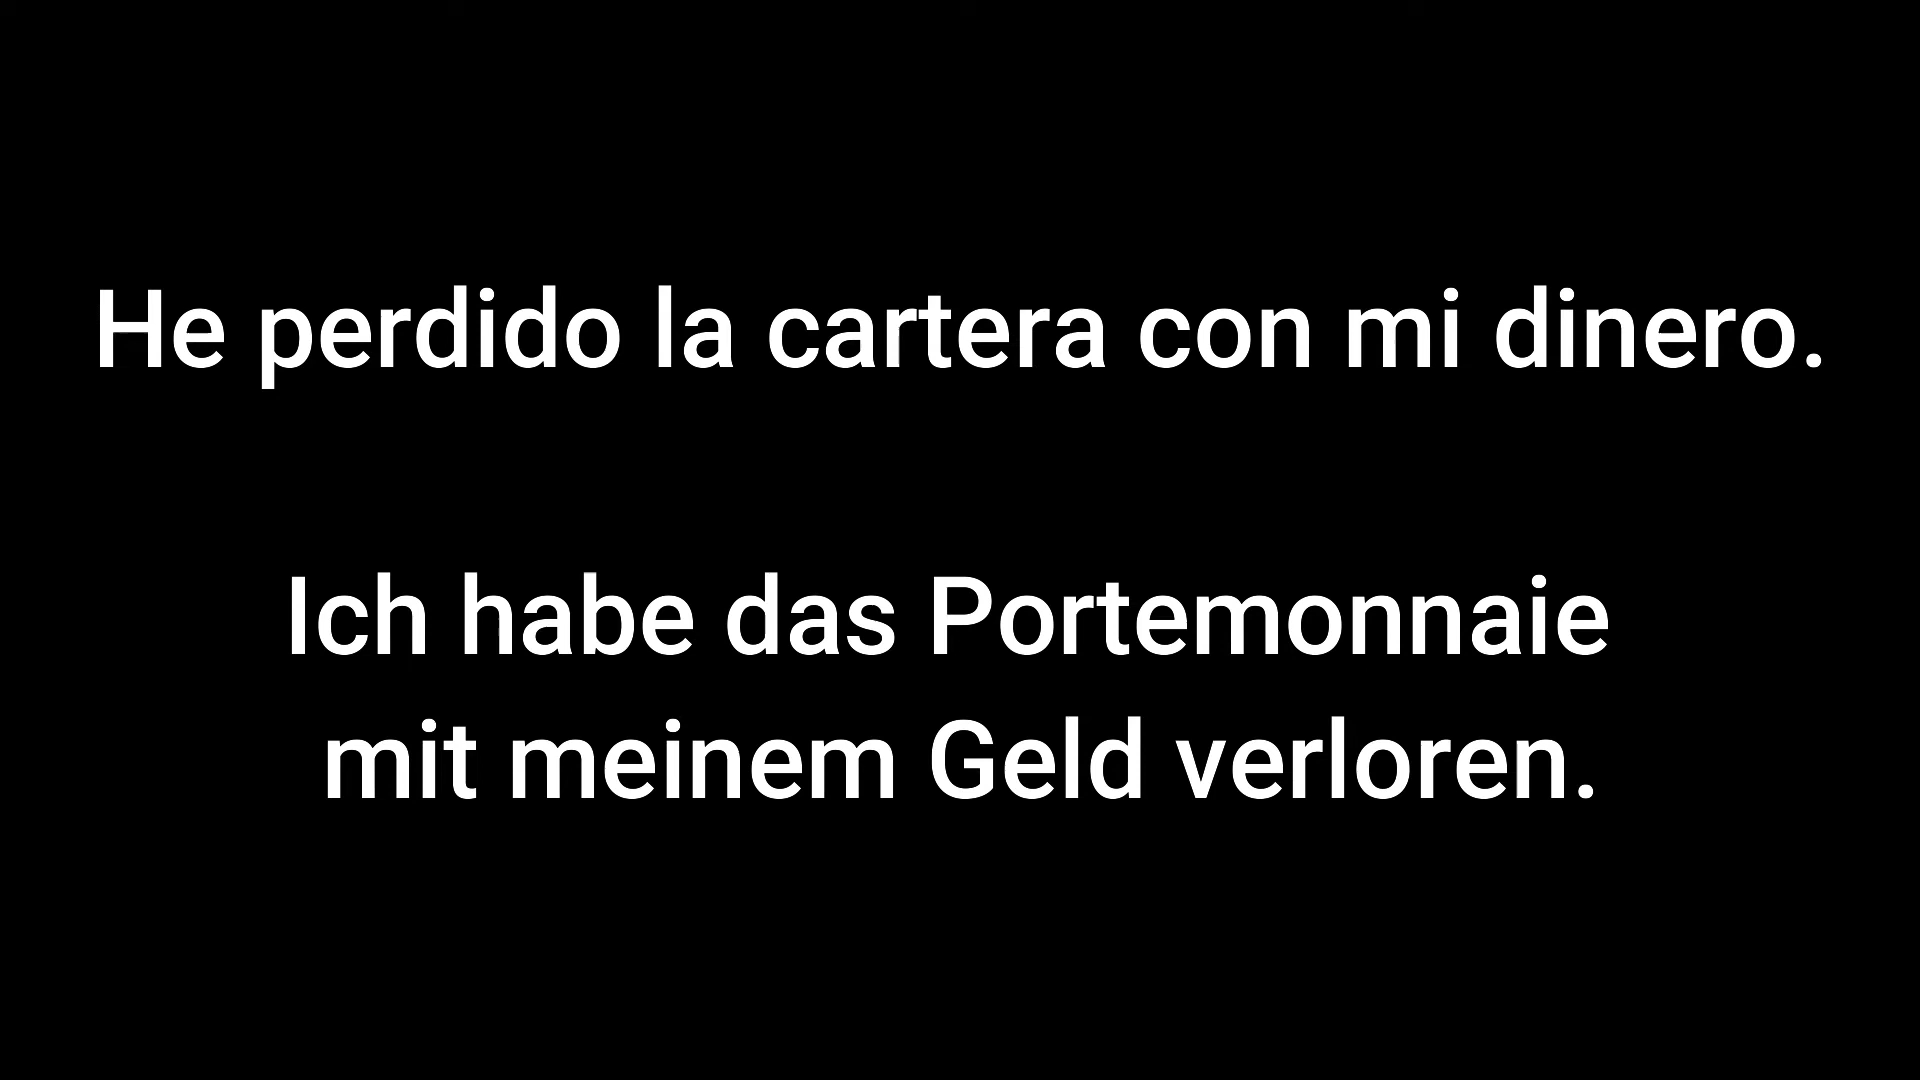 He perdido la cartera con mi dinero.
Ich habe das Portemonnaie
mit meinem Geld verloren.